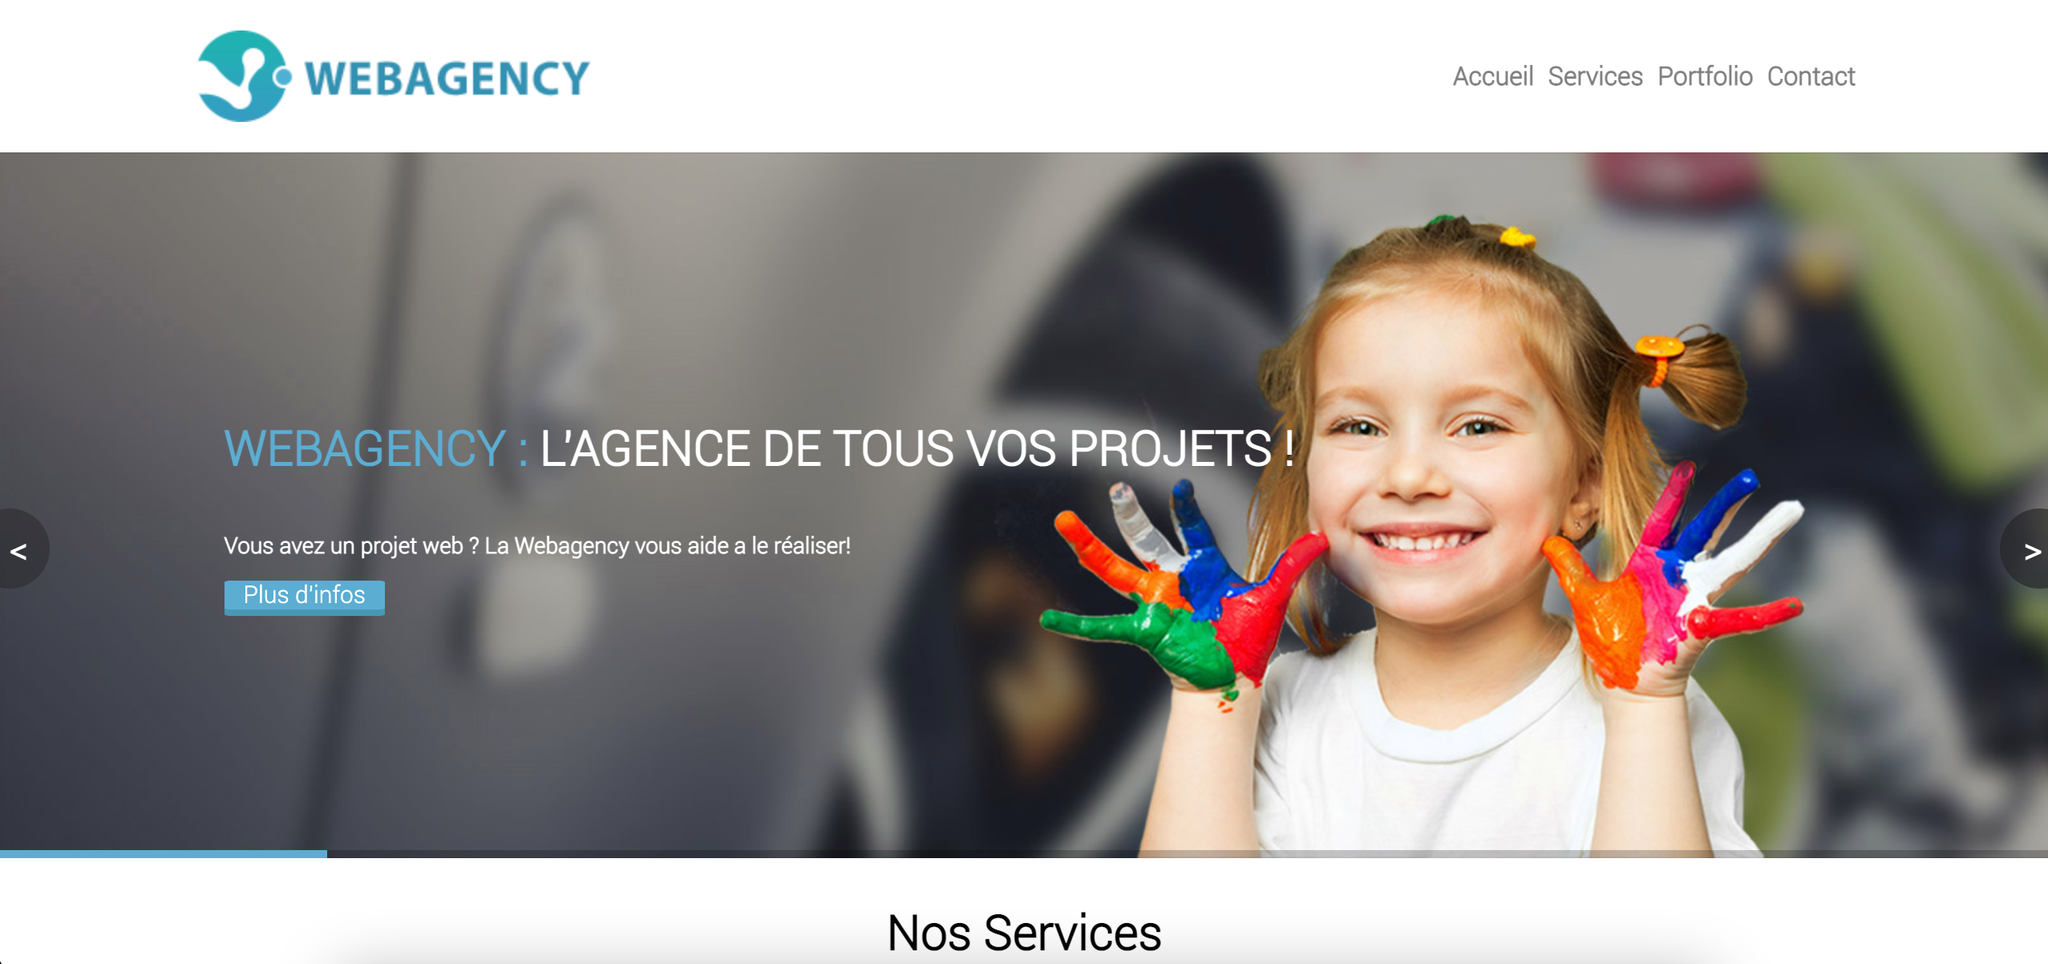 WEBAGENCY
Accueil Services Portfolio Contact
WEBAGENCY : L'AGENCE DE TOUS VOS PROJETS !
Vous avez un projet web ? La Webagency vous aide a le réaliser!
<
>
Plus d'infos
Nos Services